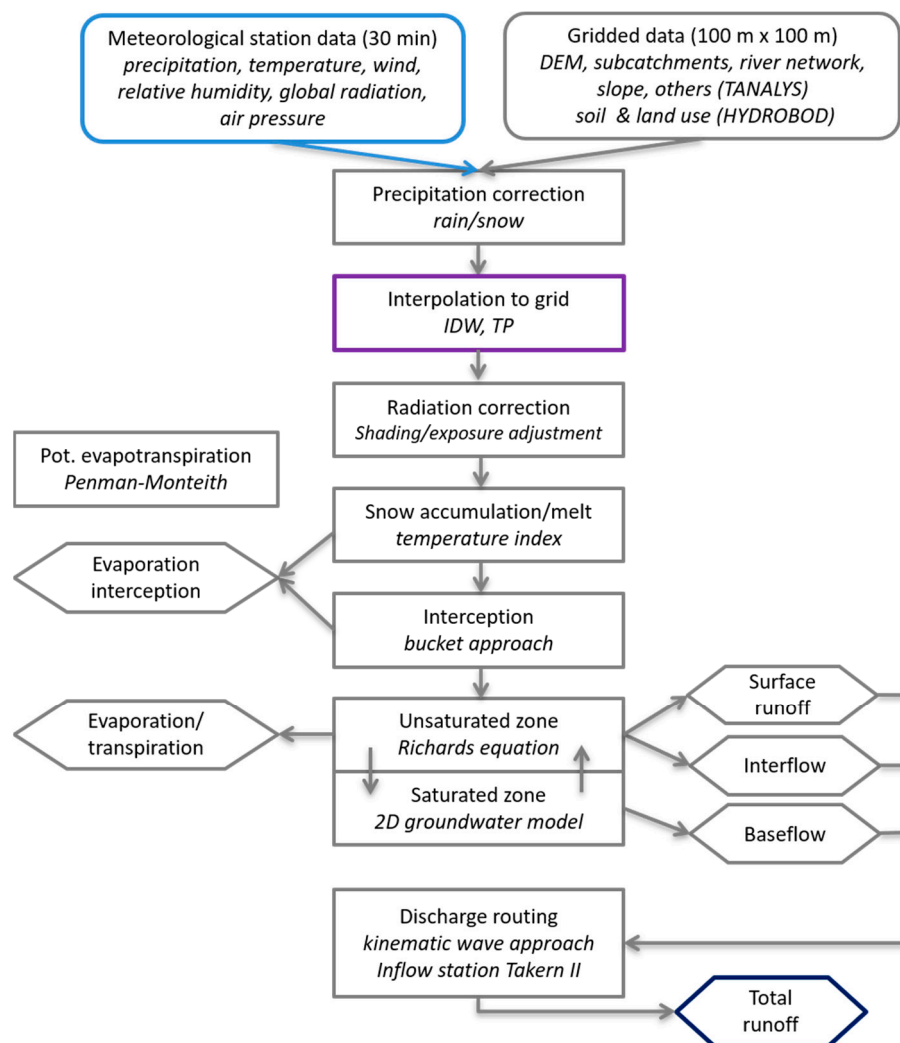 Meteorological station data (30 min)
precipitation, temperature, wind,
relative humidity, global radiation,
air pressure
Gridded data (100 m x 100 m)
DEM, subcatchments, river network,
slope, others (TANALYS)
soil & land use (HYDROBOD)
Precipitation correction
rain/snow
Interpolation to grid
IDW, TP
Radiation correction
Shading/exposure adjustment
Pot. evapotranspiration
Penman-Monteith
Snow accumulation/melt
temperature index
Evaporation
interception
Interception
bucket approach
Evaporation/
transpiration
Unsaturated zone
Richards equation
Surface
runoff
Interflow
Saturated zone
2D groundwater model
Baseflow
Discharge routing
kinematic wave approach
Inflow station Takern II
Total
runoff